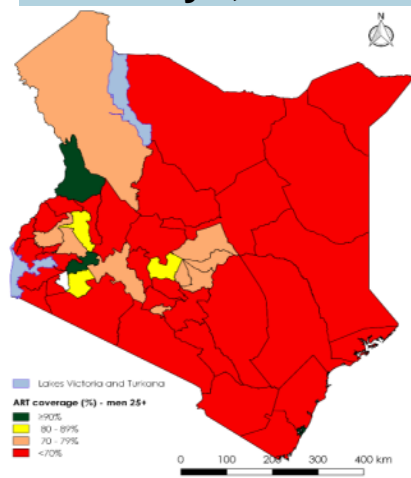 N
Lakes Victoria and Turkana
ART coverage (%) - men 25+
≥90%
80 - 89%
70 - 79%
<70%
0 100 200 300 400 km